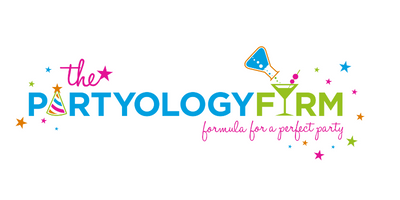 the
PARTYOLOGYFIRM
formula for a perfect party